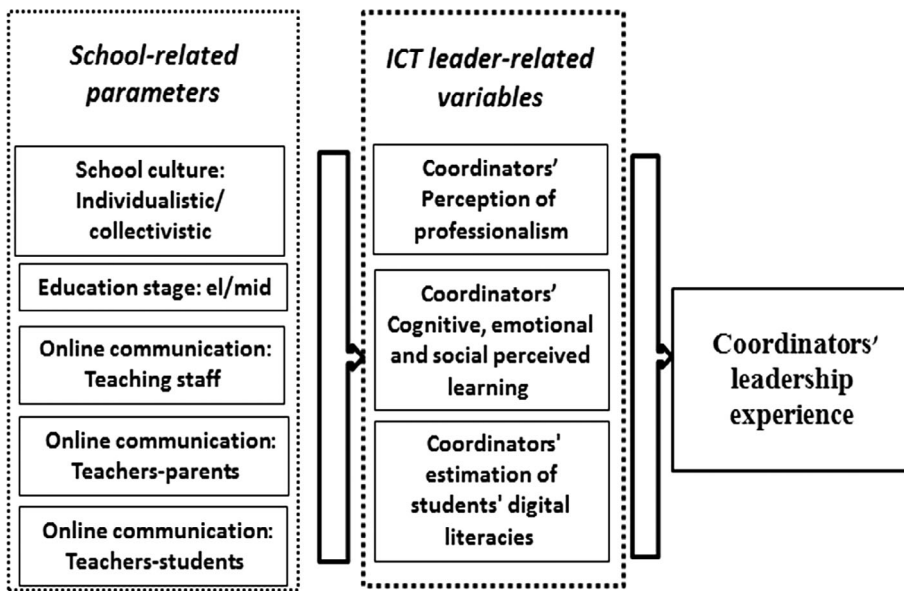 School-related
parameters
School culture:
Individualistic/
collectivistic
Education stage: el/mid
Online communication:
Teaching staff
Online communication:
Teachers-parents
Online communication:
Teachers-students
ICT leader-related
variables
Coordinators’
Perception of
professionalism
Coordinators’
Cognitive, emotional
and social perceived
learning
Coordinators'
estimation of
students' digital
literacies
Coordinators’
leadership
experience